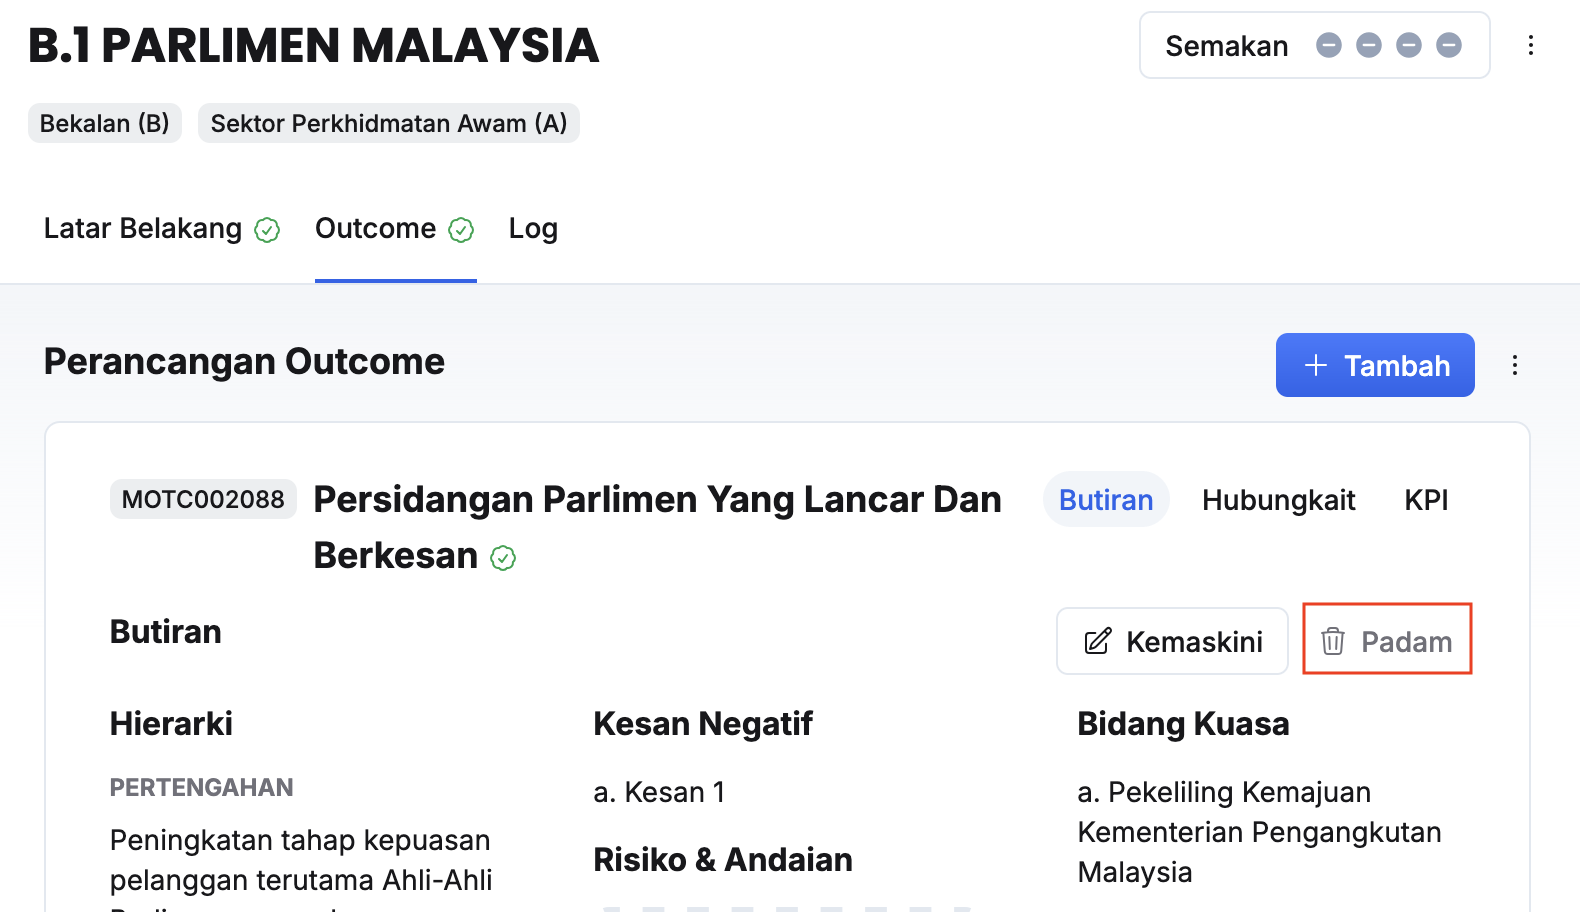 B.1 PARLIMEN MALAYSIA
Semakan
Bekalan (B)
Sektor Perkhidmatan Awam (A)
Latar Belakang
Outcome
Log
Perancangan Outcome
Tambah
MOTC002088
Persidangan Parlimen Yang Lancar Dan
Berkesan
Butiran
Hubungkait
KPI
Butiran
Kemaskini
Padam
Hierarki
PERTENGAHAN
Peningkatan tahap kepuasan
pelanggan terutama Ahli-Ahli
Kesan Negatif
a. Kesan 1
Risiko & Andaian
Bidang Kuasa
a. Pekeliling Kemajuan
Kementerian Pengangkutan
Malaysia